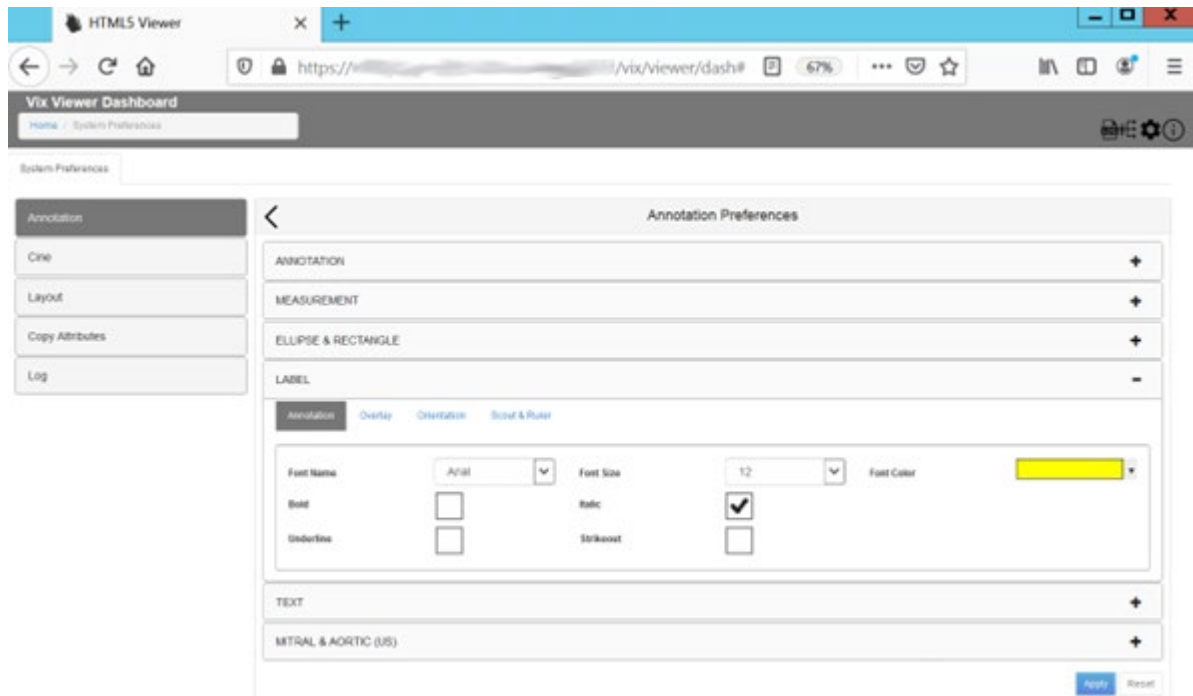 HTML5 Viewer
https:// /vix/viewer/dash# 67%
Vix Viewer Dashboard
Home / System Preferences
System Preferences
Annotation
Annotation Preferences
Cine
ANNOTATION
Layout
MEASUREMENT
Copy Attributes
ELLIPSE & RECTANGLE
Log
LABEL
Annotation Overlay Orientation Scout & Ruler
Font Name Arial Font Size 12 Font Color
Bold Italic
Underline Strikeout
TEXT
MITRAL & AORTIC (US)
Apply Reset